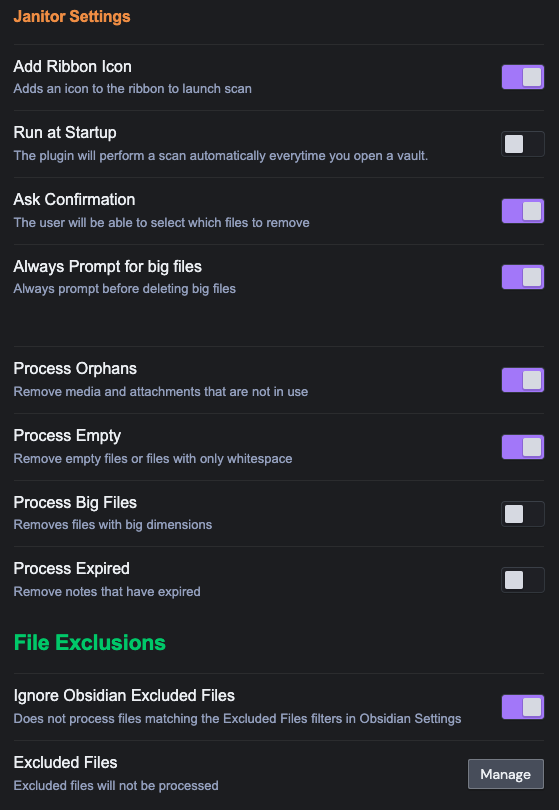 Janitor Settings
Add Ribbon Icon
Adds an icon to the ribbon to launch scan
Run at Startup
The plugin will perform a scan automatically everytime you open a vault.
Ask Confirmation
The user will be able to select which files to remove
Always Prompt for big files
Always prompt before deleting big files
Process Orphans
Remove media and attachments that are not in use
Process Empty
Remove empty files or files with only whitespace
Process Big Files
Removes files with big dimensions
Process Expired
Remove notes that have expired
File Exclusions
Ignore Obsidian Excluded Files
Does not process files matching the Excluded Files filters in Obsidian Settings
Excluded Files
Excluded files will not be processed
Manage